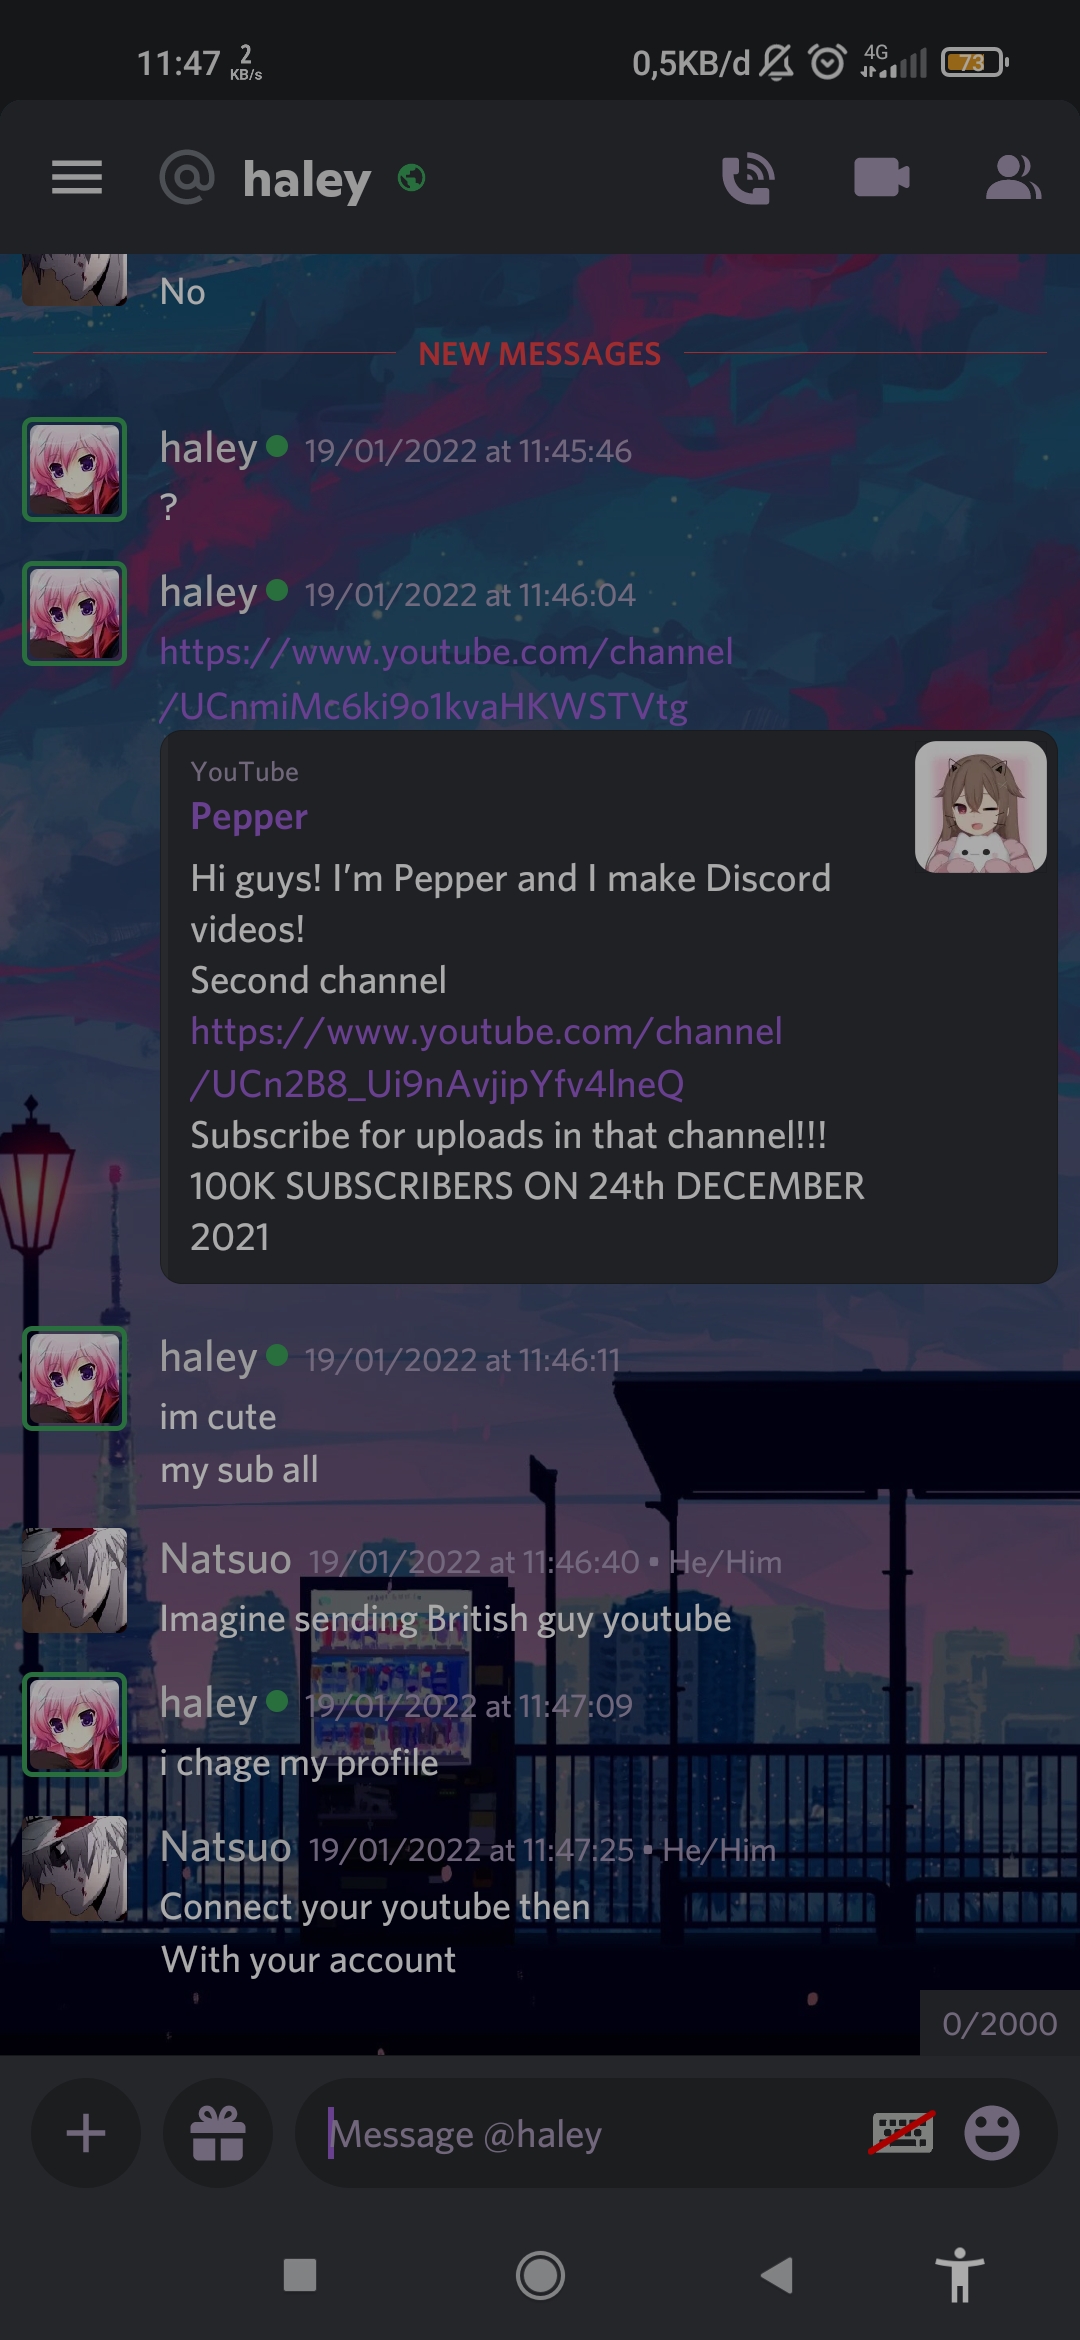 11:47 2 KB/s 0,5KB/d 4G 73
@ haley
No
NEW MESSAGES
haley 19/01/2022 at 11:45:46
?
haley 19/01/2022 at 11:46:04
https://www.youtube.com/channel
/UCnmiMc6ki9o1kvaHKWSTVtg
YouTube
Pepper
Hi guys! I’m Pepper and I make Discord
videos!
Second channel
https://www.youtube.com/channel
/UCn2B8_Ui9nAvjjpYfv4lneQ
Subscribe for uploads in that channel!!!
100K SUBSCRIBERS ON 24th DECEMBER
2021
haley 19/01/2022 at 11:46:11
im cute
my sub all
Natsuo 19/01/2022 at 11:46:40 • He/Him
Imagine sending British guy youtube
haley 19/01/2022 at 11:47:09
i chage my profile
Natsuo 19/01/2022 at 11:47:25 • He/Him
Connect your youtube then
With your account
0/2000
Message @haley